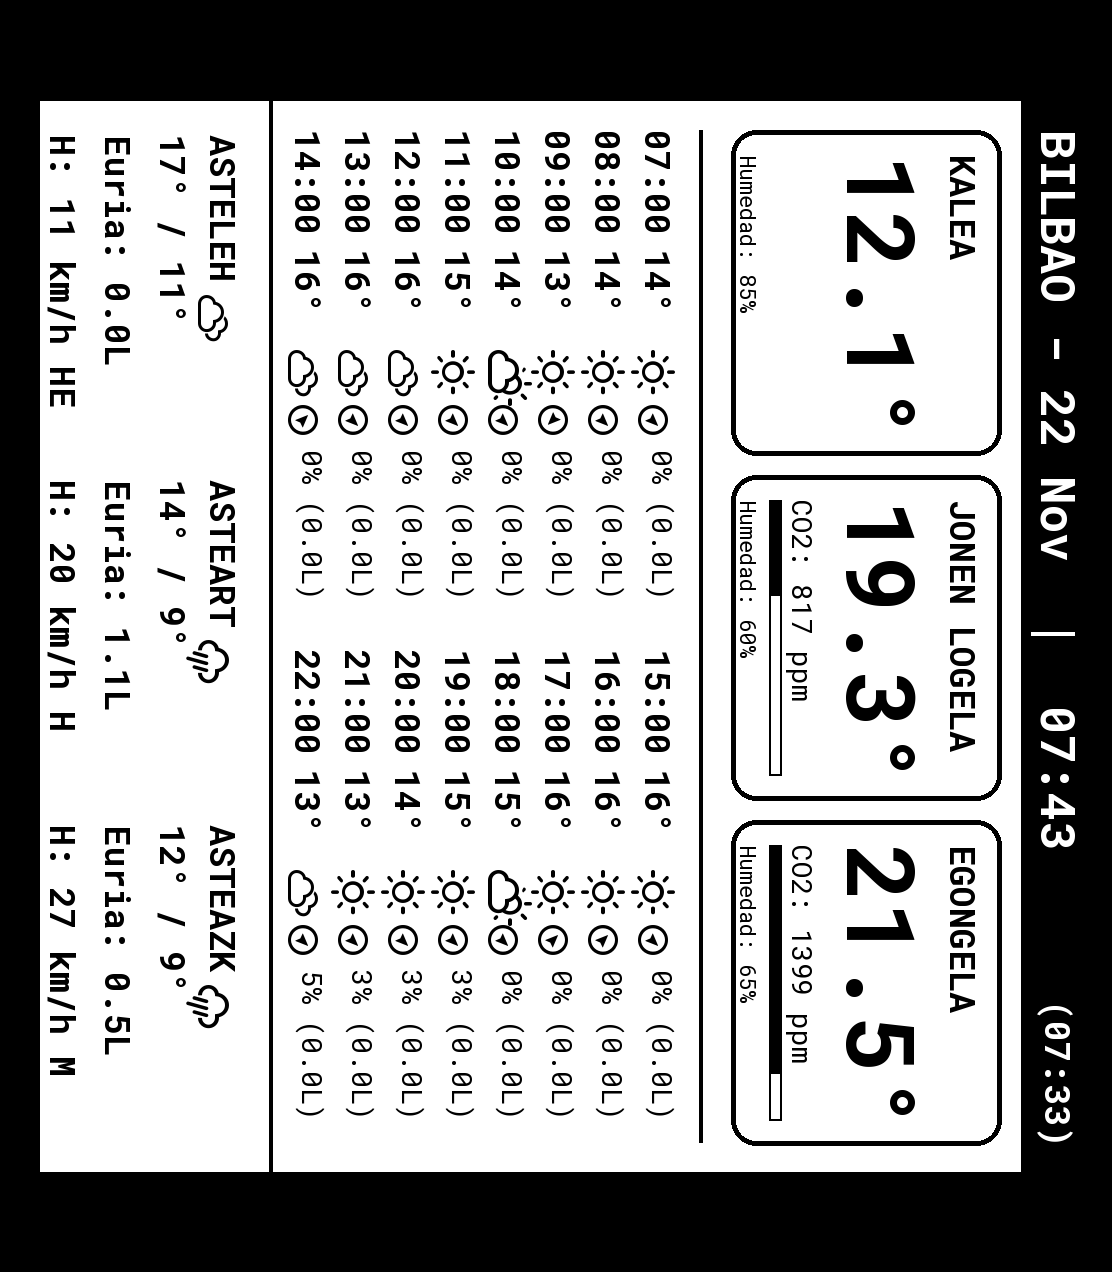 BILBAO - 22 Nov | 07:43 (07:33)
KALEA
12.1°
Humedad: 85%
JONEN LOGELA
19.3°
CO2: 817 ppm
Humedad: 60%
EGONGELA
21.5°
CO2: 1399 ppm
Humedad: 65%
07:00 14° 0% (0.0L)
08:00 14° 0% (0.0L)
09:00 13° 0% (0.0L)
10:00 14° 0% (0.0L)
11:00 15° 0% (0.0L)
12:00 16° 0% (0.0L)
13:00 16° 0% (0.0L)
14:00 16° 0% (0.0L)
15:00 16° 0% (0.0L)
16:00 16° 0% (0.0L)
17:00 16° 0% (0.0L)
18:00 15° 0% (0.0L)
19:00 15° 3% (0.0L)
20:00 14° 3% (0.0L)
21:00 13° 3% (0.0L)
22:00 13° 5% (0.0L)
ASTELEH
17° / 11°
Euria: 0.0L
H: 11 km/h HE
ASTEART
14° / 9°
Euria: 1.1L
H: 20 km/h H
ASTEAZK
12° / 9°
Euria: 0.5L
H: 27 km/h M